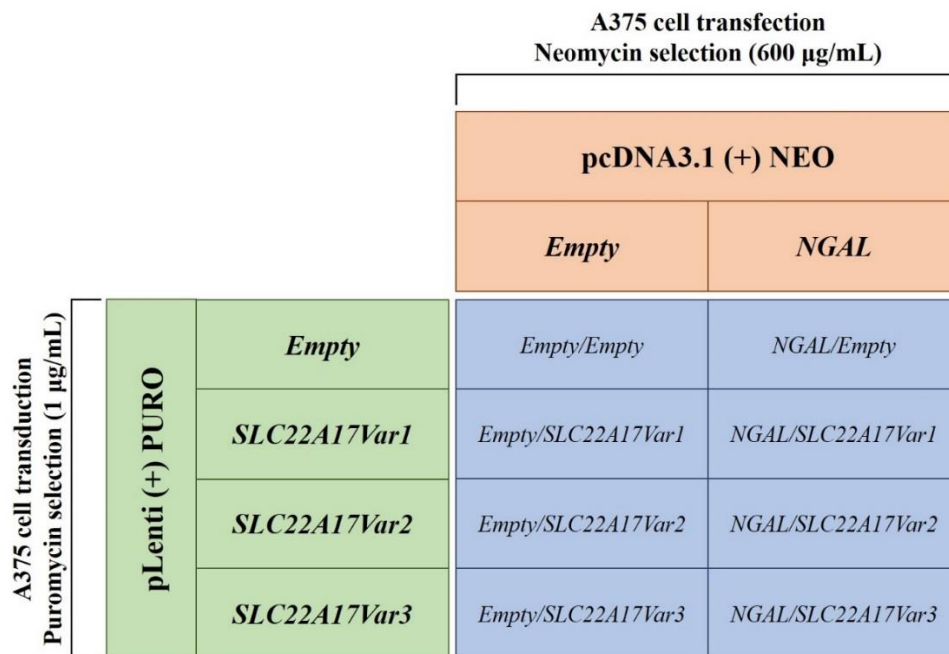 A375 cell transfection
Neomycin selection (600 µg/mL)
pcDNA3.1 (+) NEO
Empty
NGAL
A375 cell transduction
Puromycin selection (1 µg/mL)
pLenti (+) PURO
Empty
Empty/Empty
NGAL/Empty
SLC22A17Var1
Empty/SLC22A17Var1
NGAL/SLC22A17Var1
SLC22A17Var2
Empty/SLC22A17Var2
NGAL/SLC22A17Var2
SLC22A17Var3
Empty/SLC22A17Var3
NGAL/SLC22A17Var3